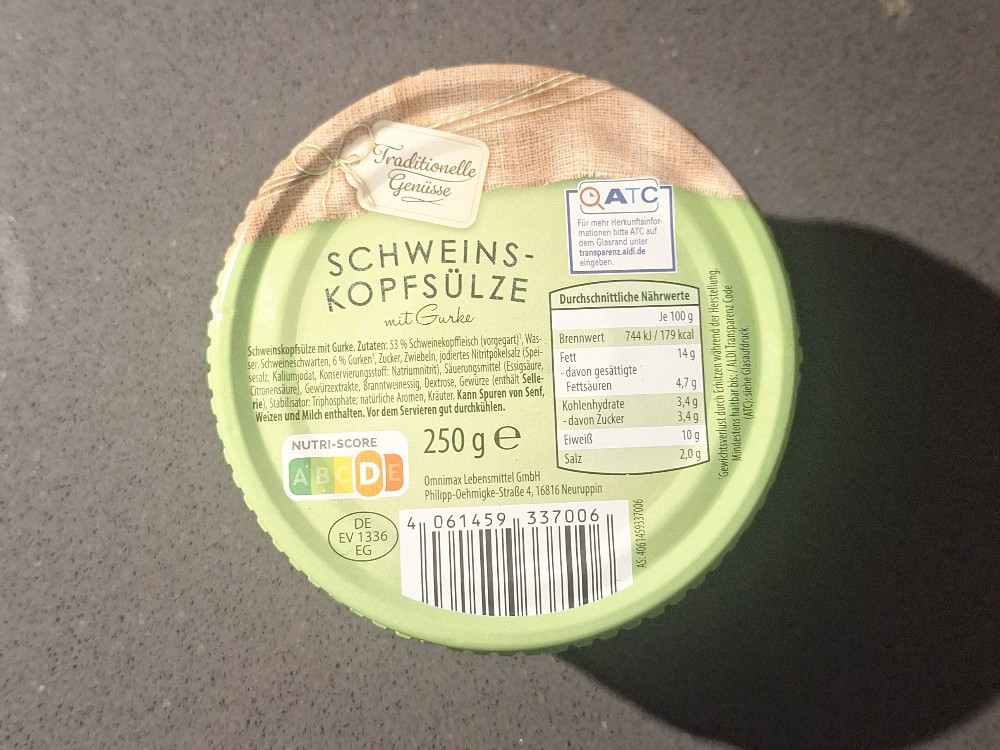 Traditionelle
Genüsse
ATC
Für mehr Herkunftsinfor-
mationen bitte ATC auf
dem Glasrand unter
transparenz.aldi.de
eingeben.
SCHWEINS-
KOPFSÜLZE
mit Gurke
Schweinskopfsülze mit Gurke. Zutaten: 53 % Schweinekopffleisch (vorgegart)¹, Was-
ser, Schweineschwarten, 6 % Gurken¹, Zucker, Zwiebeln, jodiertes Nitritpökelsalz (Spei-
sesalz, Kaliumjodat, Konservierungsstoff: Natriumnitrit), Säuerungsmittel (Essigsäure,
Citronensäure), Gewürzextrakte, Branntweinessig, Dextrose, Gewürze (enthält Selle-
rie), Stabilisator: Triphosphate; natürliche Aromen, Kräuter. Kann Spuren von Senf,
Weizen und Milch enthalten. Vor dem Servieren gut durchkühlen.
Durchschnittliche Nährwerte
Je 100 g
Brennwert 744 kJ / 179 kcal
Fett 14 g
- davon gesättigte
Fettsäuren 4,7 g
Kohlenhydrate 3,4 g
- davon Zucker 3,4 g
Eiweiß 10 g
Salz 2,0 g
¹Gewichtsverlust durch Erhitzen während der Herstellung.
Mindestens haltbar bis: / ALDI Transparenz Code
(ATC): siehe Glasaufdruck.
NUTRI-SCORE
A B C D E
250 g e
Omnimax Lebensmittel GmbH
Philipp-Oehmigke-Straße 4, 16816 Neuruppin
DE
EV 1336
EG
4 061459 337006
AS: 4061459337006